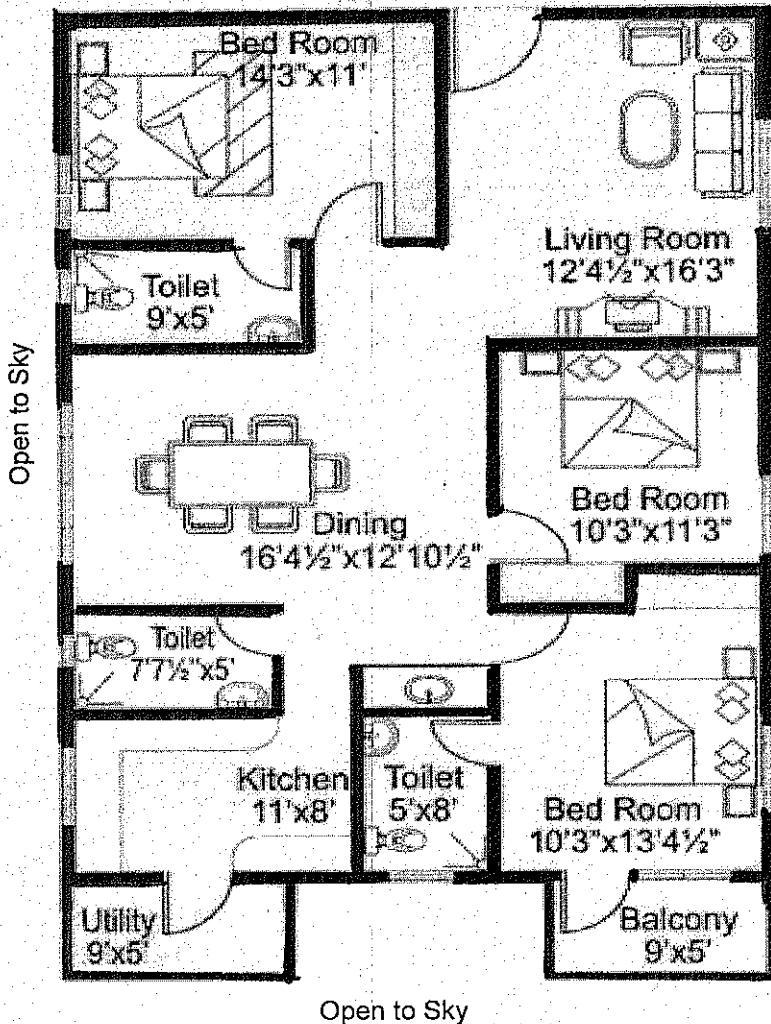 Bed Room
14'3"x11'
Living Room
12'4½"x16'3"
Toilet
9'x5'
Open to Sky
Bed Room
10'3"x11'3"
Dining
16'4½"x12'10½"
Toilet
7'7½"x5'
Kitchen
11'x8'
Toilet
5'x8'
Bed Room
10'3"x13'4½"
Utility
9'x5'
Balcony
9'x5'
Open to Sky